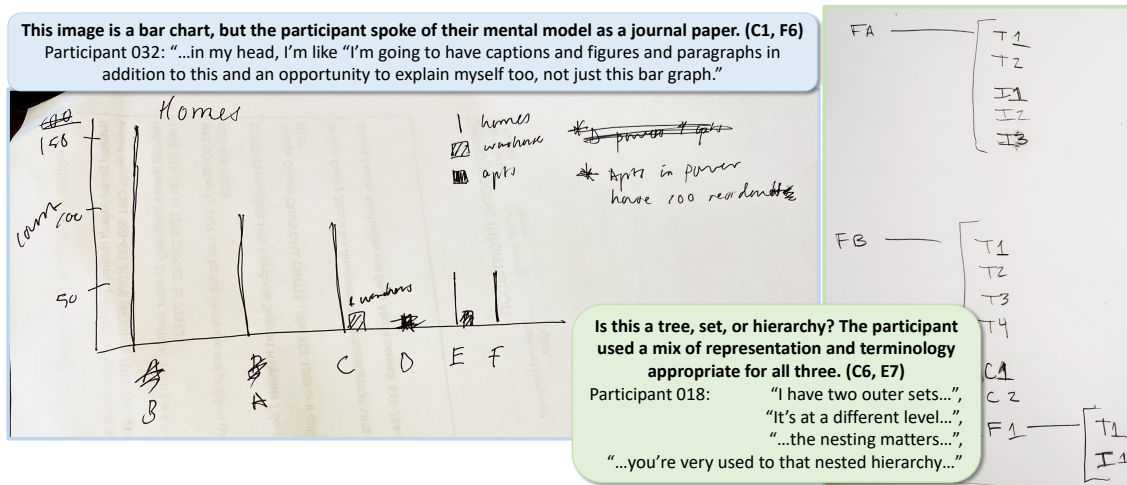 This image is a bar chart, but the participant spoke of their mental model as a journal paper. (C1, F6)
Participant 032: “…in my head, I’m like “I’m going to have captions and figures and paragraphs in
addition to this and an opportunity to explain myself too, not just this bar graph.”
Homes
150
100
50
count
homes
warehouse
apts
D powers 4 apts
* Apts in power
have 100
warehouses
A B C D E F
B A
FA
T1
T2
I1
I2
I3
FB
T1
T2
T3
T4
C1
C2
F1
T1
I1
Is this a tree, set, or hierarchy? The participant
used a mix of representation and terminology
appropriate for all three. (C6, E7)
Participant 018: “I have two outer sets…”,
“It’s at a different level…”,
“…the nesting matters…”,
“…you’re very used to that nested hierarchy…”